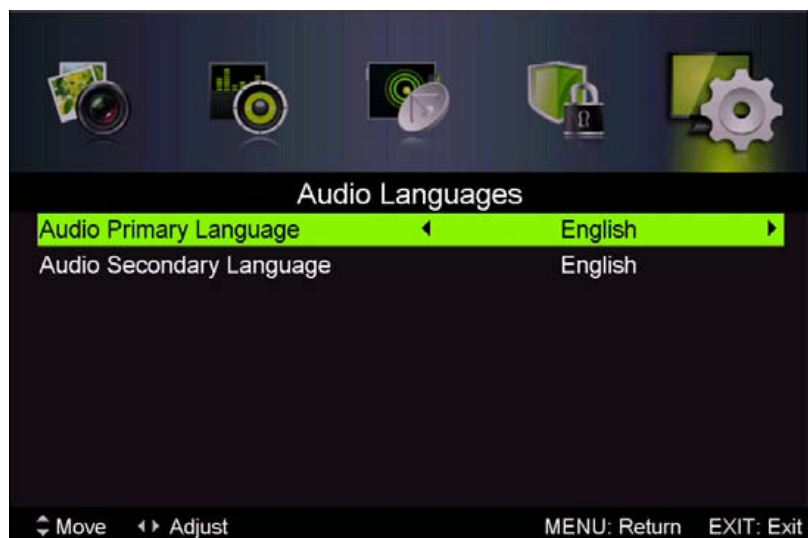 Audio Languages
Audio Primary Language English
Audio Secondary Language English
Move Adjust MENU: Return EXIT: Exit